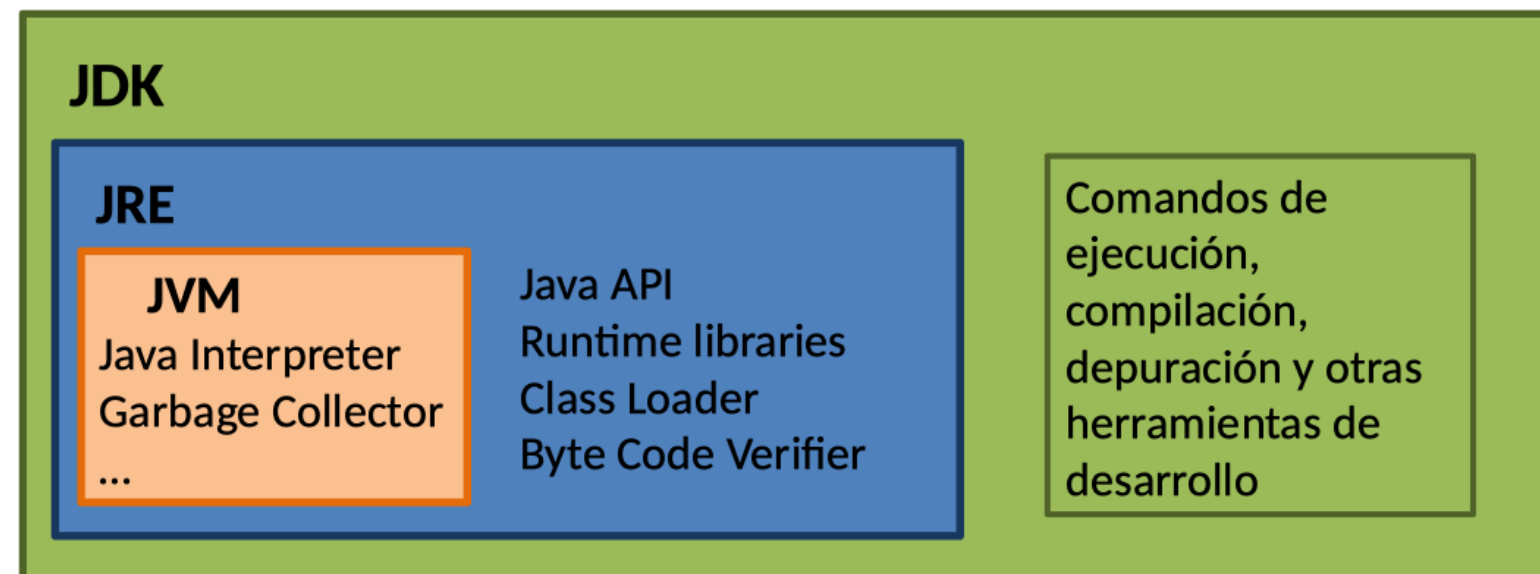 JDK
JRE
JVM
Java Interpreter
Garbage Collector
...
Java API
Runtime libraries
Class Loader
Byte Code Verifier
Comandos de
ejecución,
compilación,
depuración y otras
herramientas de
desarrollo